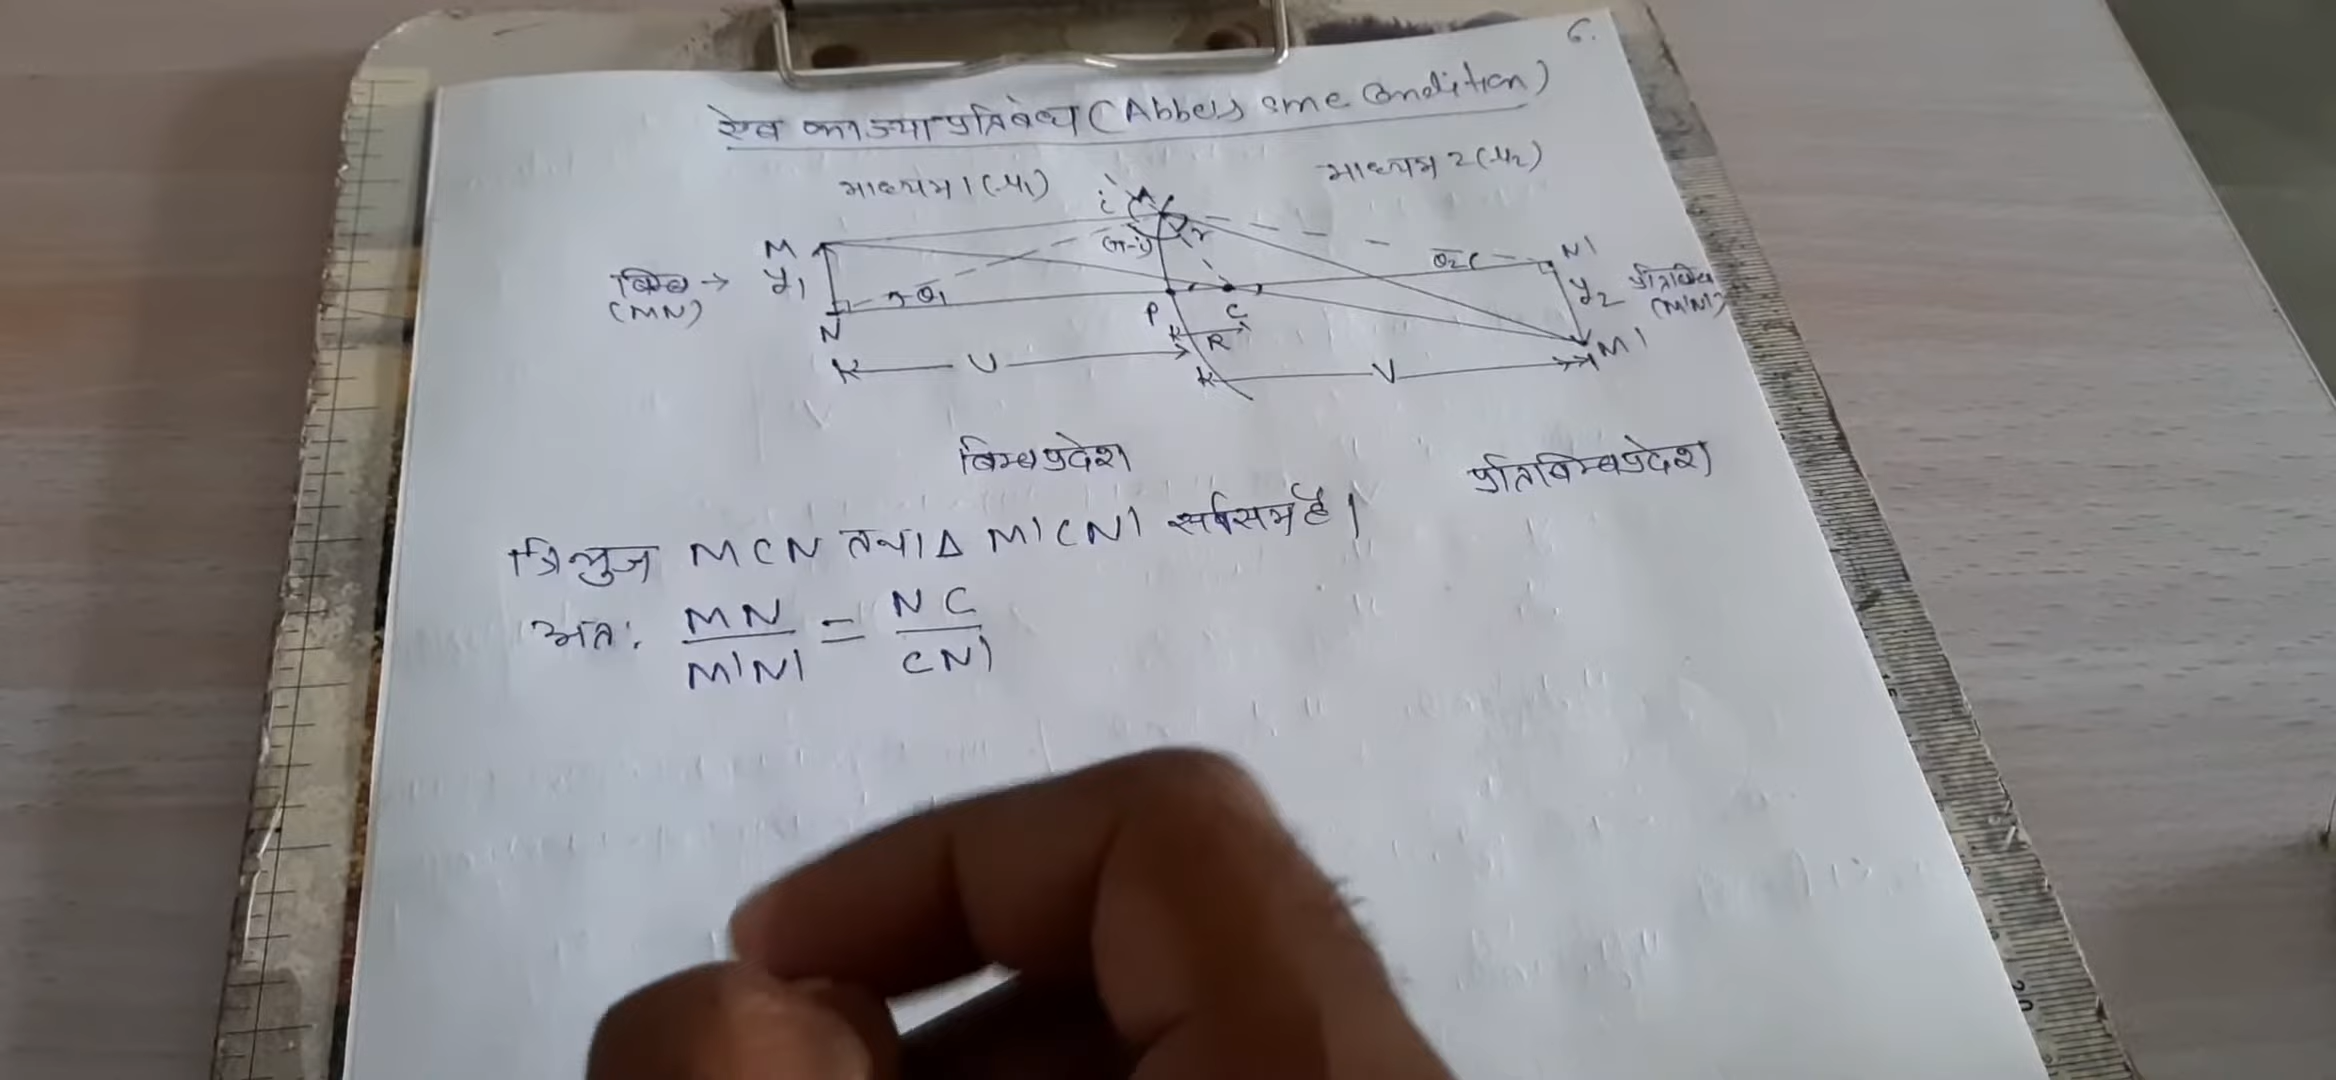 ऐबे का ज्या प्रतिबंध (Abbe's sine Condition)
6.
माध्यम 1 (μ1)
माध्यम 2 (μ2)
i
A
(π-i)
r
M
N
y1
बिम्ब →
(MN)
θ1
P
C
R
U
V
θ2
N'
y2
प्रतिबिम्ब
(M'N')
M'
बिम्ब प्रदेश
प्रतिबिम्ब प्रदेश
त्रिभुज MCN तथा Δ M'CN' सर्वसम है।
अत: MN/M'N' = NC/CN'